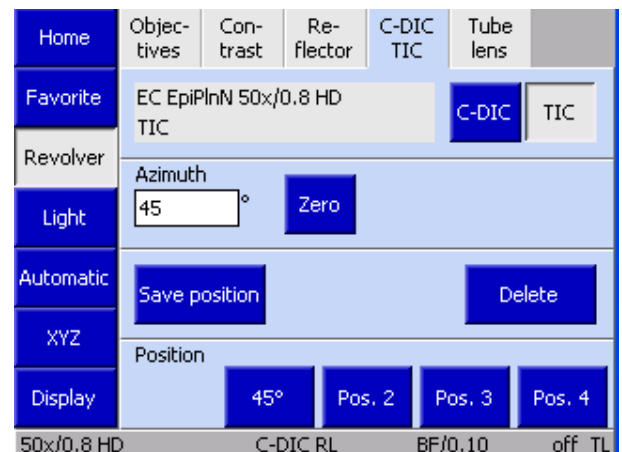 Home
Objec-
tives
Con-
trast
Re-
flector
C-DIC
TIC
Tube
lens
Favorite
EC EpiPlnN 50x/0.8 HD
TIC
C-DIC
TIC
Revolver
Azimuth
45
°
Zero
Light
Automatic
Save position
Delete
XYZ
Position
Display
45°
Pos. 2
Pos. 3
Pos. 4
50x/0.8 HD
C-DIC RL
BF/0.10
off TL